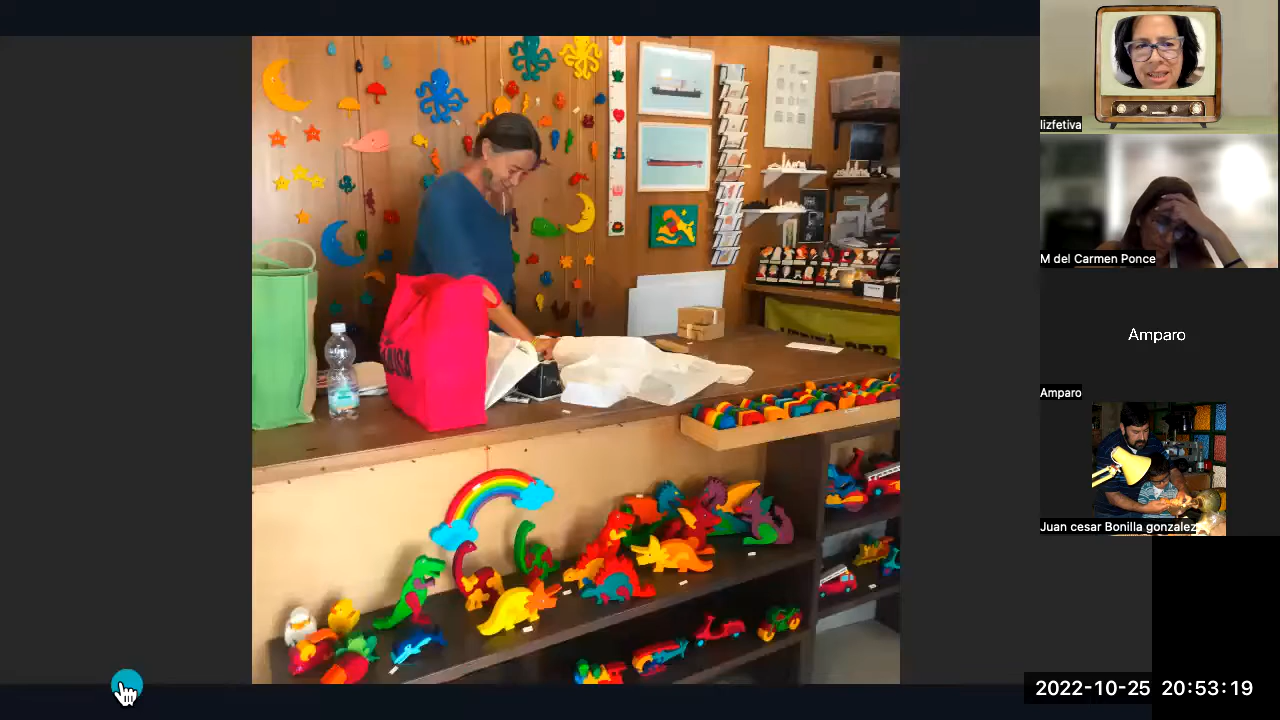 lizfetiva
M del Carmen Ponce
Amparo
Amparo
Juan cesar Bonilla gonzalez
2022-10-25 20:53:19